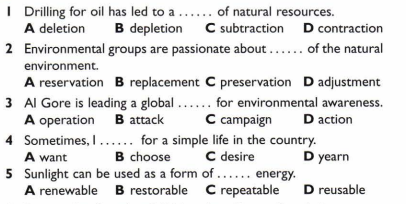 1 Drilling for oil has led to a ...... of natural resources.
A deletion B depletion C subtraction D contraction
2 Environmental groups are passionate about ...... of the natural
environment.
A reservation B replacement C preservation D adjustment
3 Al Gore is leading a global ...... for environmental awareness.
A operation B attack C campaign D action
4 Sometimes, I ...... for a simple life in the country.
A want B choose C desire D yearn
5 Sunlight can be used as a form of ...... energy.
A renewable B restorable C repeatable D reusable